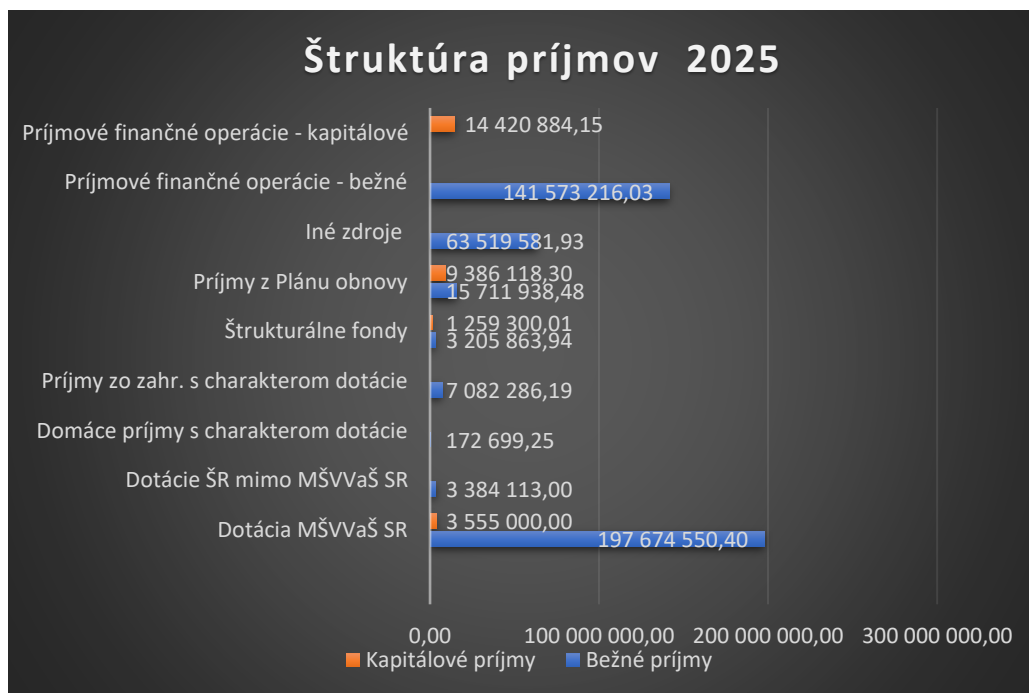 Štruktúra príjmov 2025
Príjmové finančné operácie - kapitálové
14 420 884,15
Príjmové finančné operácie - bežné
141 573 216,03
Iné zdroje
63 519 581,93
Príjmy z Plánu obnovy
9 386 118,30
15 711 938,48
Štrukturálne fondy
1 259 300,01
3 205 863,94
Príjmy zo zahr. s charakterom dotácie
7 082 286,19
Domáce príjmy s charakterom dotácie
172 699,25
Dotácie ŠR mimo MŠVVaŠ SR
3 384 113,00
Dotácia MŠVVaŠ SR
3 555 000,00
197 674 550,40
0,00 100 000 000,00 200 000 000,00 300 000 000,00
Kapitálové príjmy Bežné príjmy